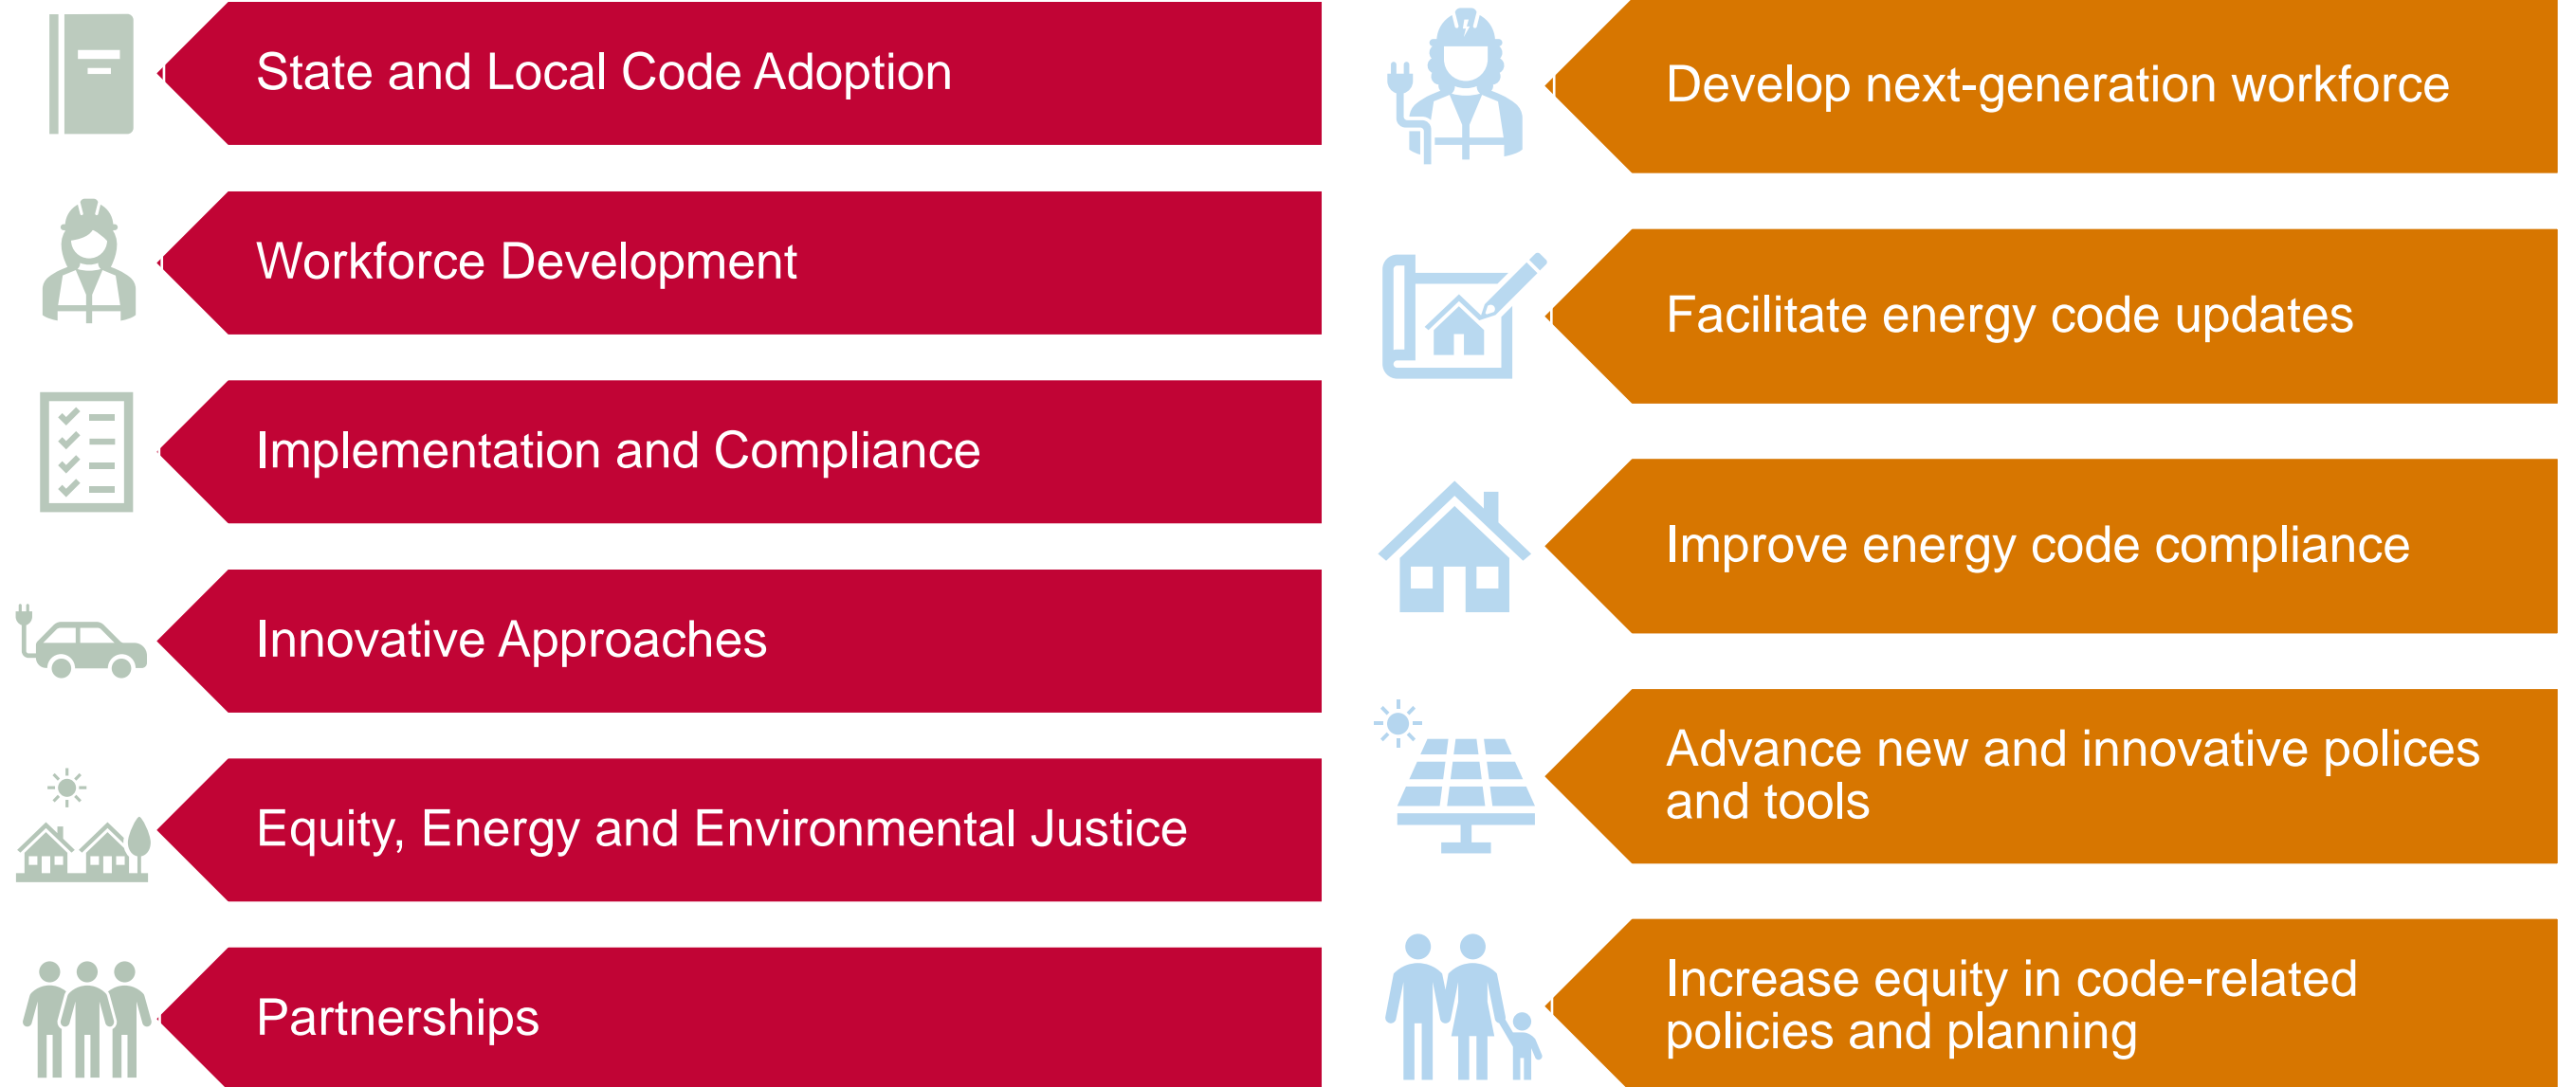 State and Local Code Adoption
Workforce Development
Implementation and Compliance
Innovative Approaches
Equity, Energy and Environmental Justice
Partnerships
Develop next-generation workforce
Facilitate energy code updates
Improve energy code compliance
Advance new and innovative polices
and tools
Increase equity in code-related
policies and planning